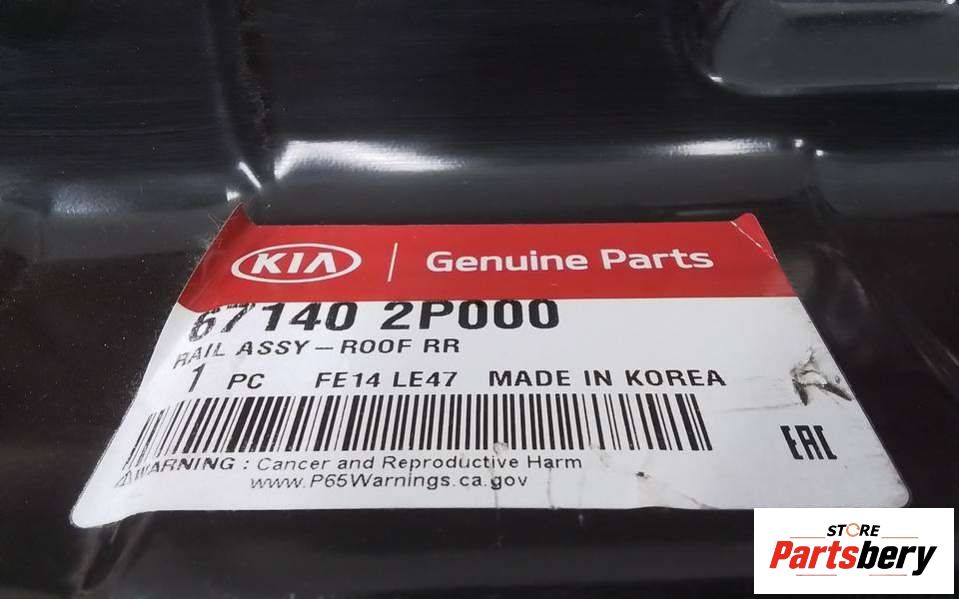 KIA | Genuine Parts
67140 2P000
RAIL ASSY-ROOF RR
1 PC FE14 LE47 MADE IN KOREA
EAC
⚠WARNING : Cancer and Reproductive Harm
www.P65Warnings.ca.gov
STORE
Partsbery